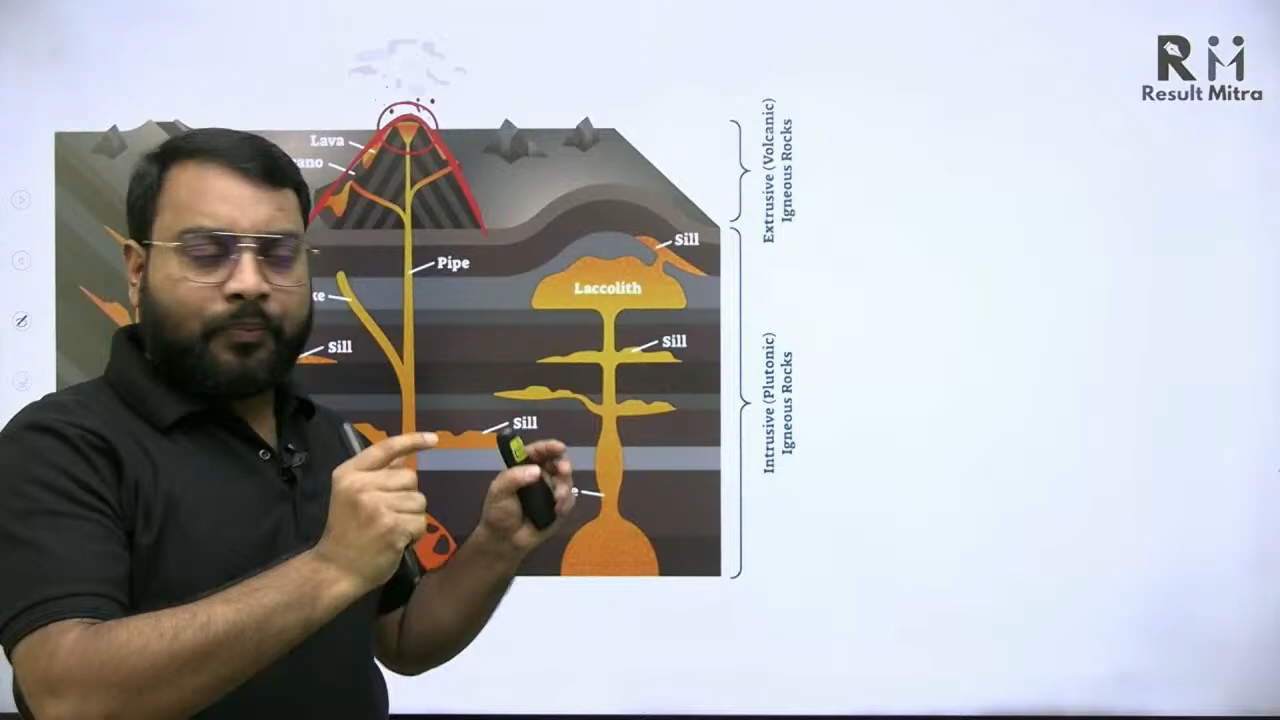 R
Result Mitra
Lava
Pipe
Sill
Laccolith
Sill
Sill
Sill
Extrusive (Volcanic)
Igneous Rocks
Intrusive (Plutonic)
Igneous Rocks